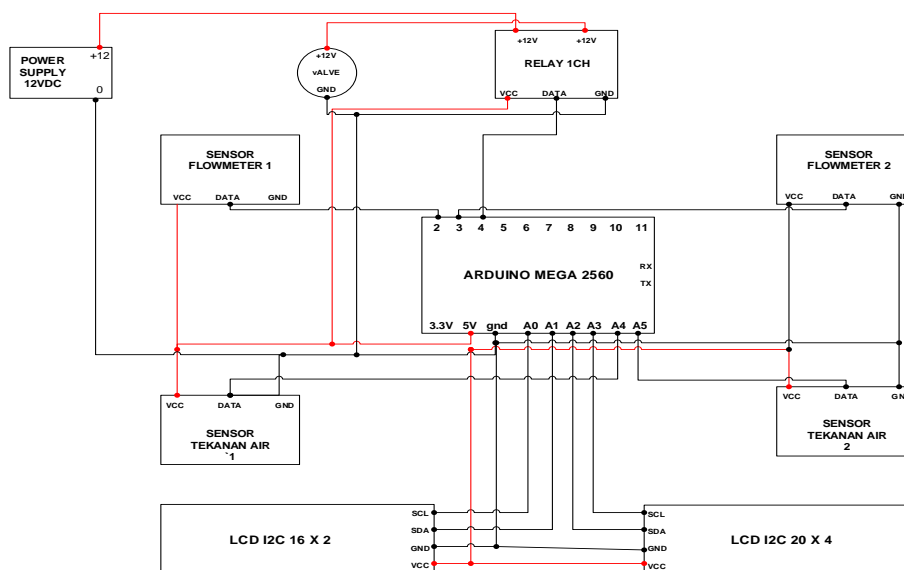 POWER
SUPPLY
12VDC
+12
0
+12V
vALVE
GND
+12V +12V
RELAY 1CH
VCC DATA GND
SENSOR
FLOWMETER 1
VCC DATA GND
SENSOR
FLOWMETER 2
VCC DATA GND
2 3 4 5 6 7 8 9 10 11
RX
ARDUINO MEGA 2560
TX
3.3V 5V gnd A0 A1 A2 A3 A4 A5
VCC DATA GND
SENSOR
TEKANAN AIR
`1
VCC DATA GN
SENSOR
TEKANAN AIR
2
LCD I2C 16 X 2
SCL
SDA
GND
VCC
SCL
SDA
GND
VCC
LCD I2C 20 X 4